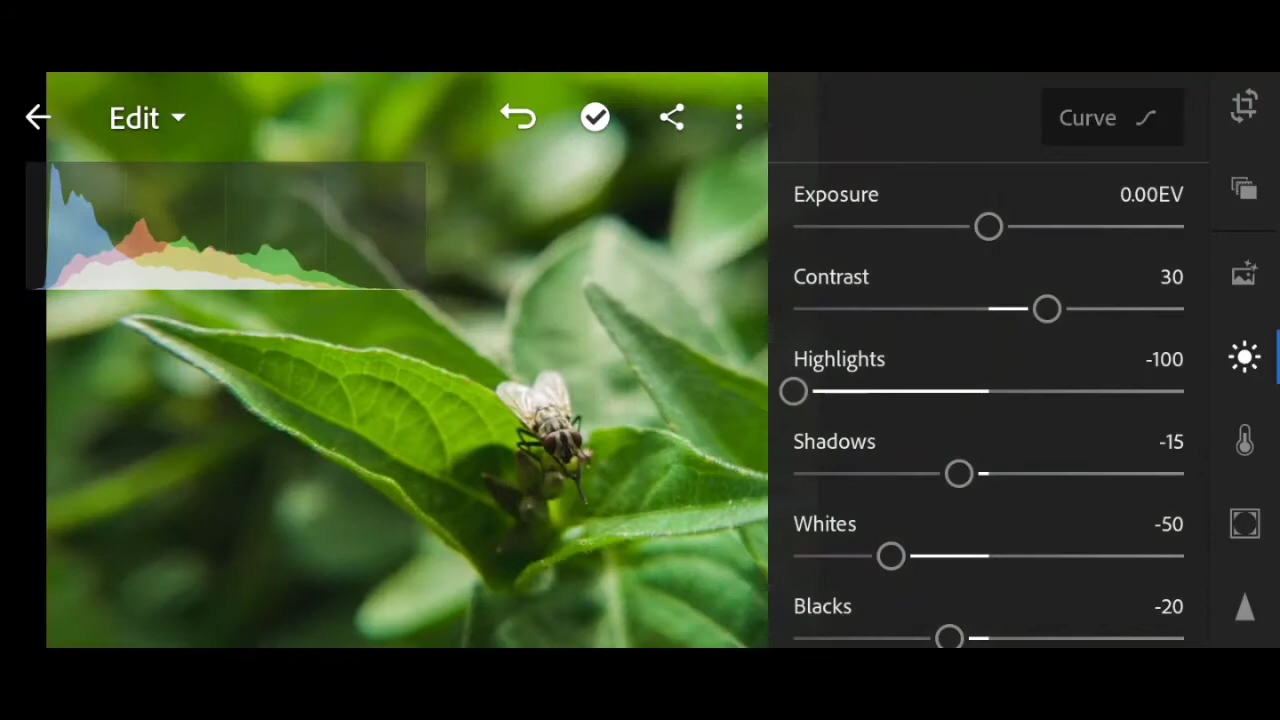 Edit
Curve
Exposure 0.00EV
Contrast 30
Highlights -100
Shadows -15
Whites -50
Blacks -20